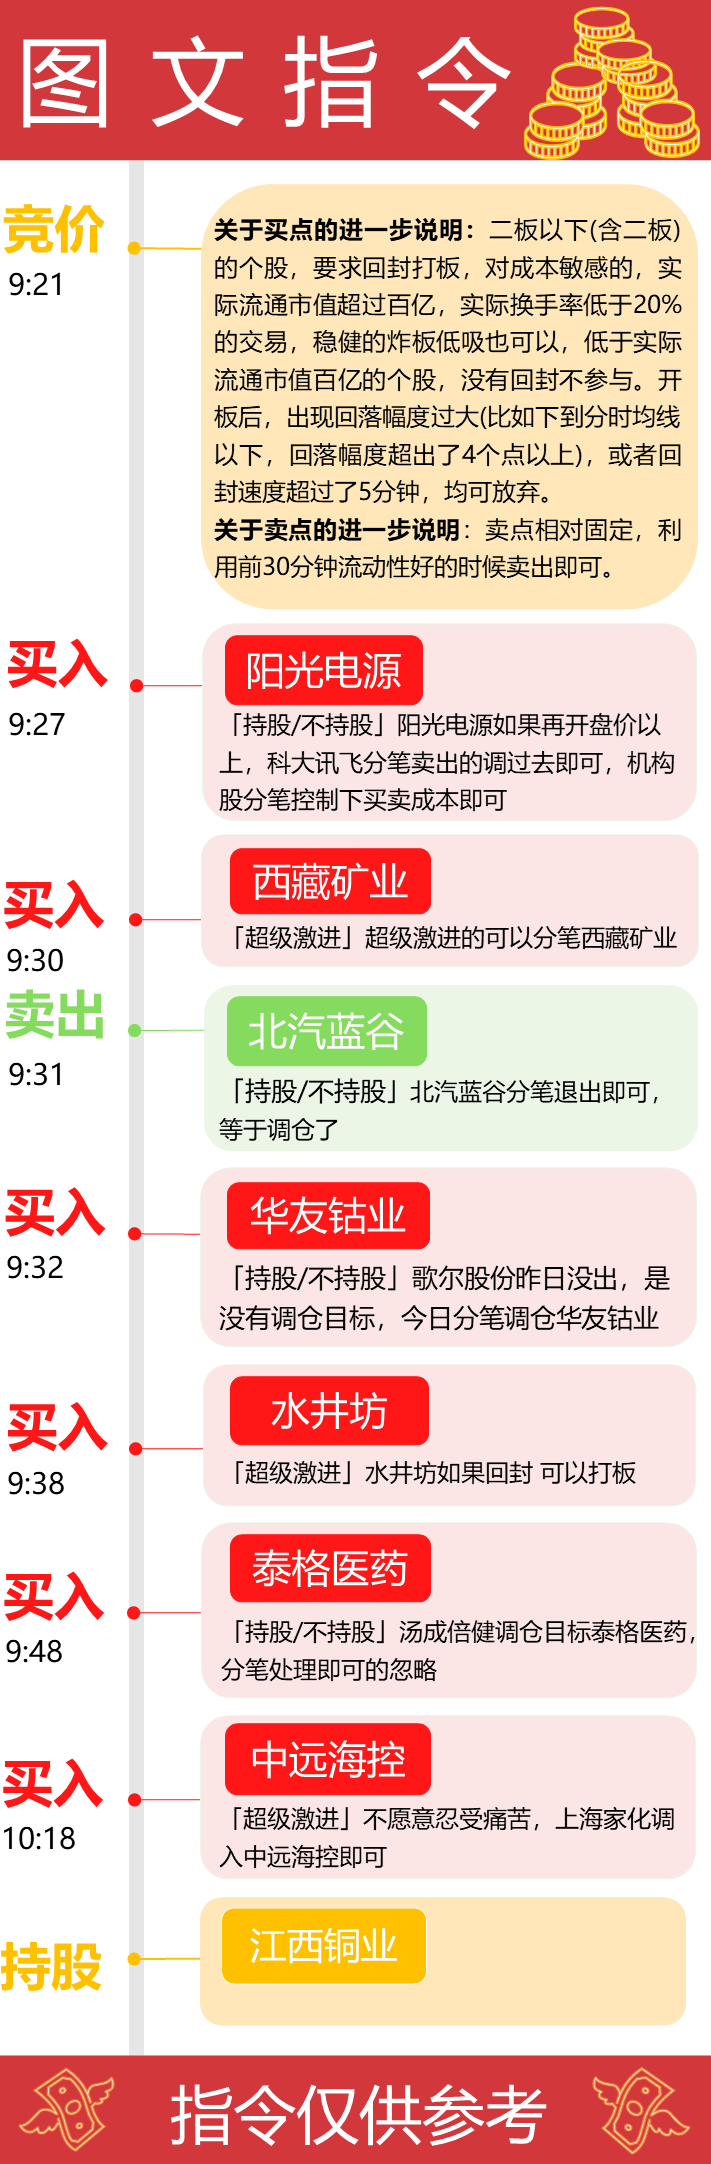 图文指令
竞价
9:21
关于买点的进一步说明：二板以下(含二板)
的个股，要求回封打板，对成本敏感的，实
际流通市值超过百亿，实际换手率低于20%
的交易，稳健的炸板低吸也可以，低于实际
流通市值百亿的个股，没有回封不参与。开
板后，出现回落幅度过大(比如下到分时均线
以下，回落幅度超出了4个点以上)，或者回
封速度超过了5分钟，均可放弃。
关于卖点的进一步说明：卖点相对固定，利
用前30分钟流动性好的时候卖出即可。
买入
9:27
阳光电源
「持股/不持股」阳光电源如果再开盘价以
上，科大讯飞分笔卖出的调过去即可，机构
股分笔控制下买卖成本即可
买入
9:30
西藏矿业
「超级激进」超级激进的可以分笔西藏矿业
卖出
9:31
北汽蓝谷
「持股/不持股」北汽蓝谷分笔退出即可，
等于调仓了
买入
9:32
华友钴业
「持股/不持股」歌尔股份昨日没出，是
没有调仓目标，今日分笔调仓华友钴业
买入
9:38
水井坊
「超级激进」水井坊如果回封 可以打板
买入
9:48
泰格医药
「持股/不持股」汤成倍健调仓目标泰格医药，
分笔处理即可的忽略
买入
10:18
中远海控
「超级激进」不愿意忍受痛苦，上海家化调
入中远海控即可
持股
江西铜业
指令仅供参考